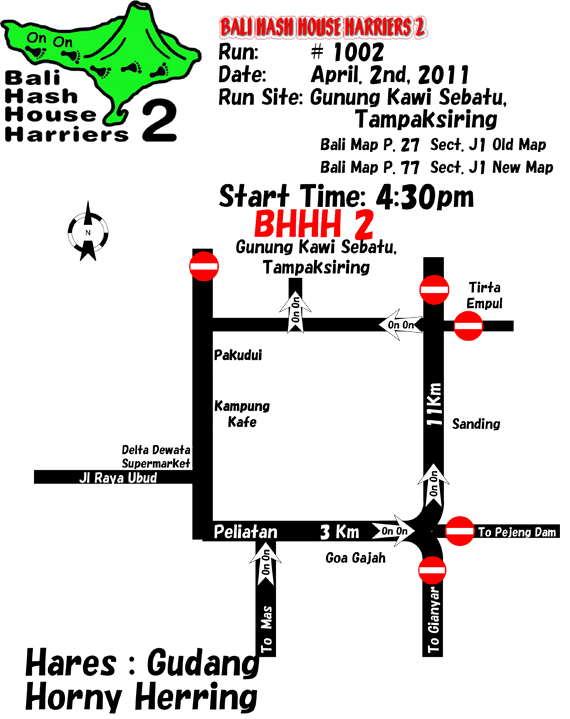 On On
Bali
Hash
House
Harriers 2
BALI HASH HOUSE HARRIERS 2
Run: # 1002
Date: April. 2nd, 2011
Run Site: Gunung Kawi Sebatu,
Tampaksiring
Bali Map P. 27 Sect. J1 Old Map
Bali Map P. 77 Sect. J1 New Map
Start Time: 4:30pm
BHHH 2
Gunung Kawi Sebatu,
Tampaksiring
N
Tirta
Empul
On On
On On
Pakudui
11Km
Kampung
Kafe
Sanding
Delta Dewata
Supermarket
Jl Raya Ubud
On On
Peliatan
3 Km
On On
To Pejeng Dam
Goa Gajah
On On
To Mas
To Gianyar
Hares : Gudang
Horny Herring